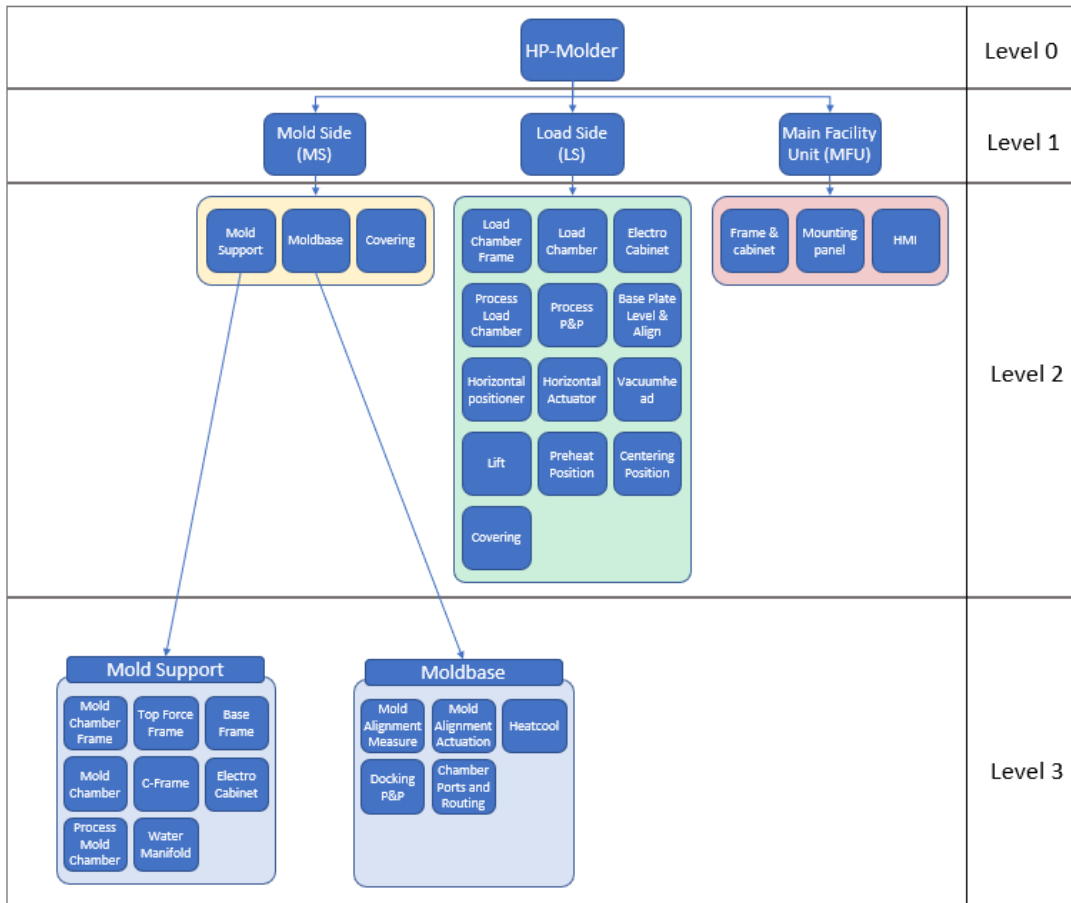 HP-Molder
Level 0
Mold Side
(MS)
Load Side
(LS)
Main Facility
Unit (MFU)
Level 1
Mold
Support
Moldbase
Covering
Load
Chamber
Frame
Load
Chamber
Electro
Cabinet
Process
Load
Chamber
Process
P&P
Base Plate
Level &
Align
Horizontal
positioner
Horizontal
Actuator
Vacuumhe
ad
Lift
Preheat
Position
Centering
Position
Covering
Frame &
cabinet
Mounting
panel
HMI
Level 2
Mold Support
Mold
Chamber
Frame
Top Force
Frame
Base
Frame
Mold
Chamber
C-Frame
Electro
Cabinet
Process
Mold
Chamber
Water
Manifold
Moldbase
Mold
Alignment
Measure
Mold
Alignment
Actuation
Heatcool
Docking
P&P
Chamber
Ports and
Routing
Level 3